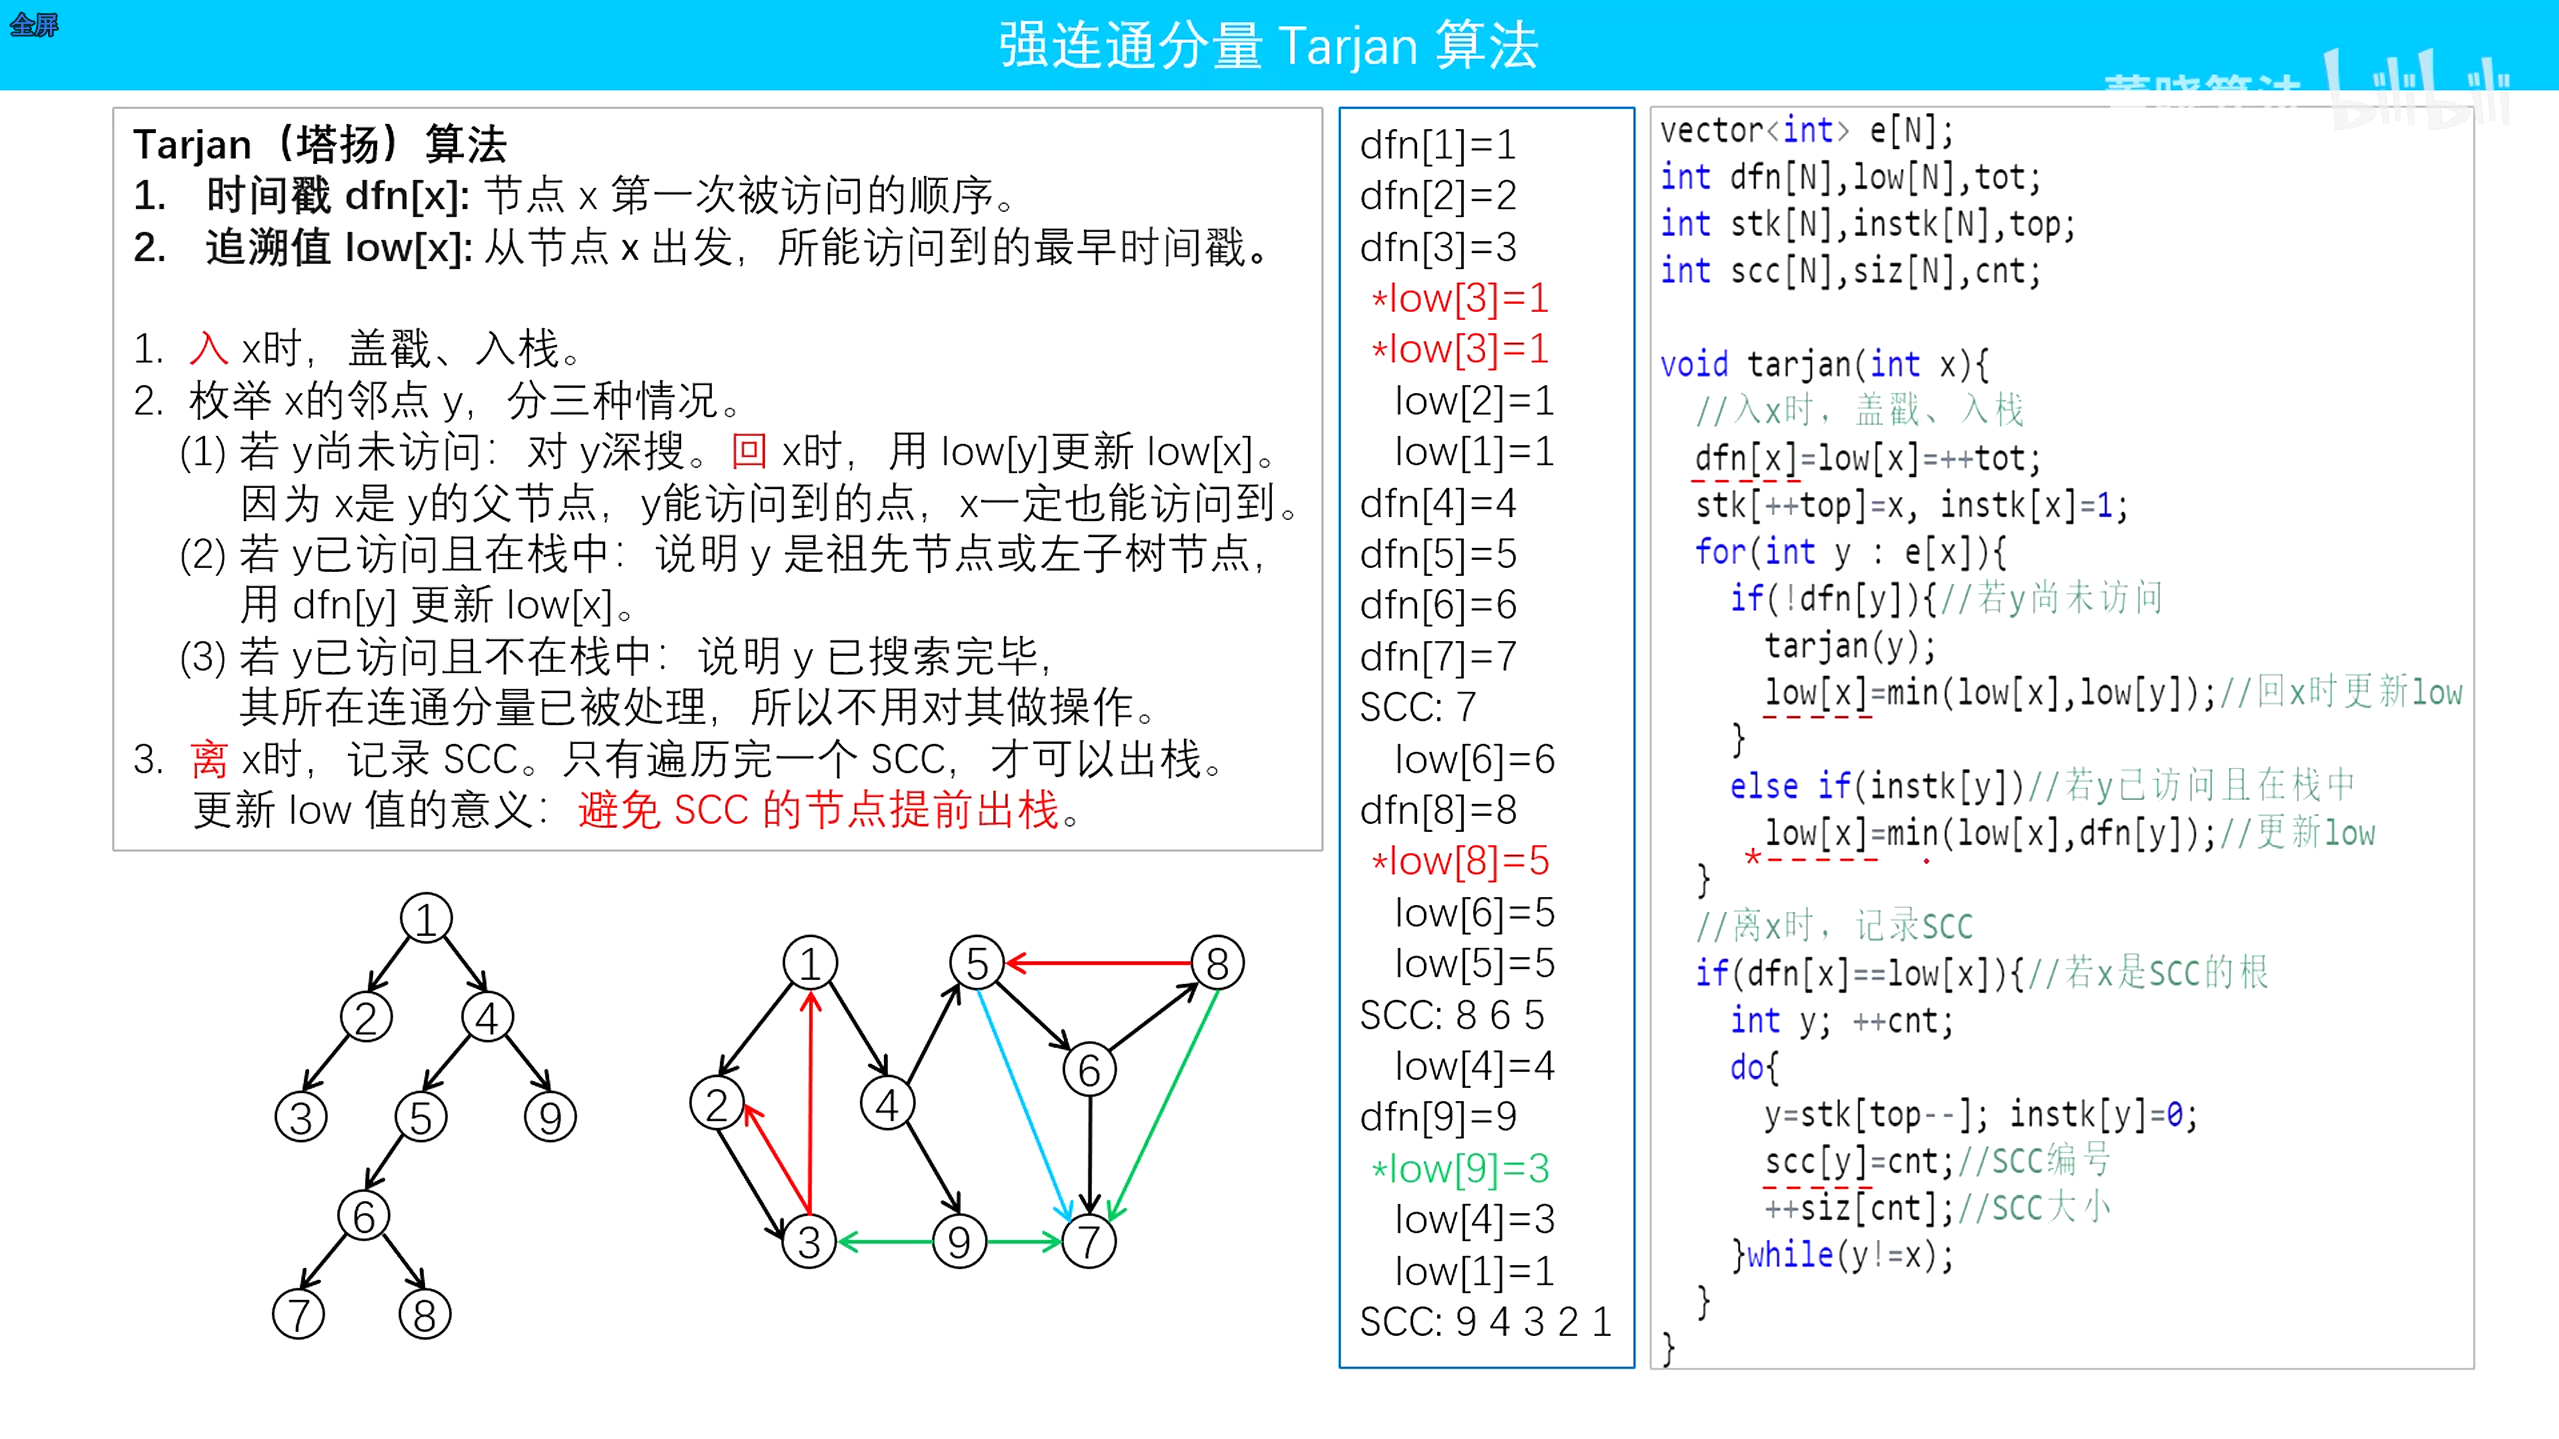 全屏
强连通分量 Tarjan 算法
bilibili
Tarjan（塔扬）算法
1. 时间戳 dfn[x]: 节点 x 第一次被访问的顺序。
2. 追溯值 low[x]: 从节点 x 出发，所能访问到的最早时间戳。
1. 入 x时，盖戳、入栈。
2. 枚举 x的邻点 y，分三种情况。
(1) 若 y尚未访问：对 y深搜。回 x时，用 low[y]更新 low[x]。
因为 x是 y的父节点，y能访问到的点，x一定也能访问到。
(2) 若 y已访问且在栈中：说明 y 是祖先节点或左子树节点，
用 dfn[y] 更新 low[x]。
(3) 若 y已访问且不在栈中：说明 y 已搜索完毕，
其所在连通分量已被处理，所以不用对其做操作。
3. 离 x时，记录 SCC。只有遍历完一个 SCC，才可以出栈。
更新 low 值的意义：避免 SCC 的节点提前出栈。
1
2
4
3
5
9
6
7
8
1
5
8
2
4
6
3
9
7
dfn[1]=1
dfn[2]=2
dfn[3]=3
*low[3]=1
*low[3]=1
low[2]=1
low[1]=1
dfn[4]=4
dfn[5]=5
dfn[6]=6
dfn[7]=7
SCC: 7
low[6]=6
dfn[8]=8
*low[8]=5
low[6]=5
low[5]=5
SCC: 8 6 5
low[4]=4
dfn[9]=9
*low[9]=3
low[4]=3
low[1]=1
SCC: 9 4 3 2 1
vector<int> e[N];
int dfn[N],low[N],tot;
int stk[N],instk[N],top;
int scc[N],siz[N],cnt;
void tarjan(int x){
//入x时，盖戳、入栈
dfn[x]=low[x]=++tot;
stk[++top]=x, instk[x]=1;
for(int y : e[x]){
if(!dfn[y]){//若y尚未访问
tarjan(y);
low[x]=min(low[x],low[y]);//回x时更新low
}
else if(instk[y])//若y已访问且在栈中
*low[x]=min(low[x],dfn[y]);//更新low
}
//离x时，记录SCC
if(dfn[x]==low[x]){//若x是SCC的根
int y; ++cnt;
do{
y=stk[top--]; instk[y]=0;
scc[y]=cnt;//SCC编号
++siz[cnt];//SCC大小
}while(y!=x);
}
}